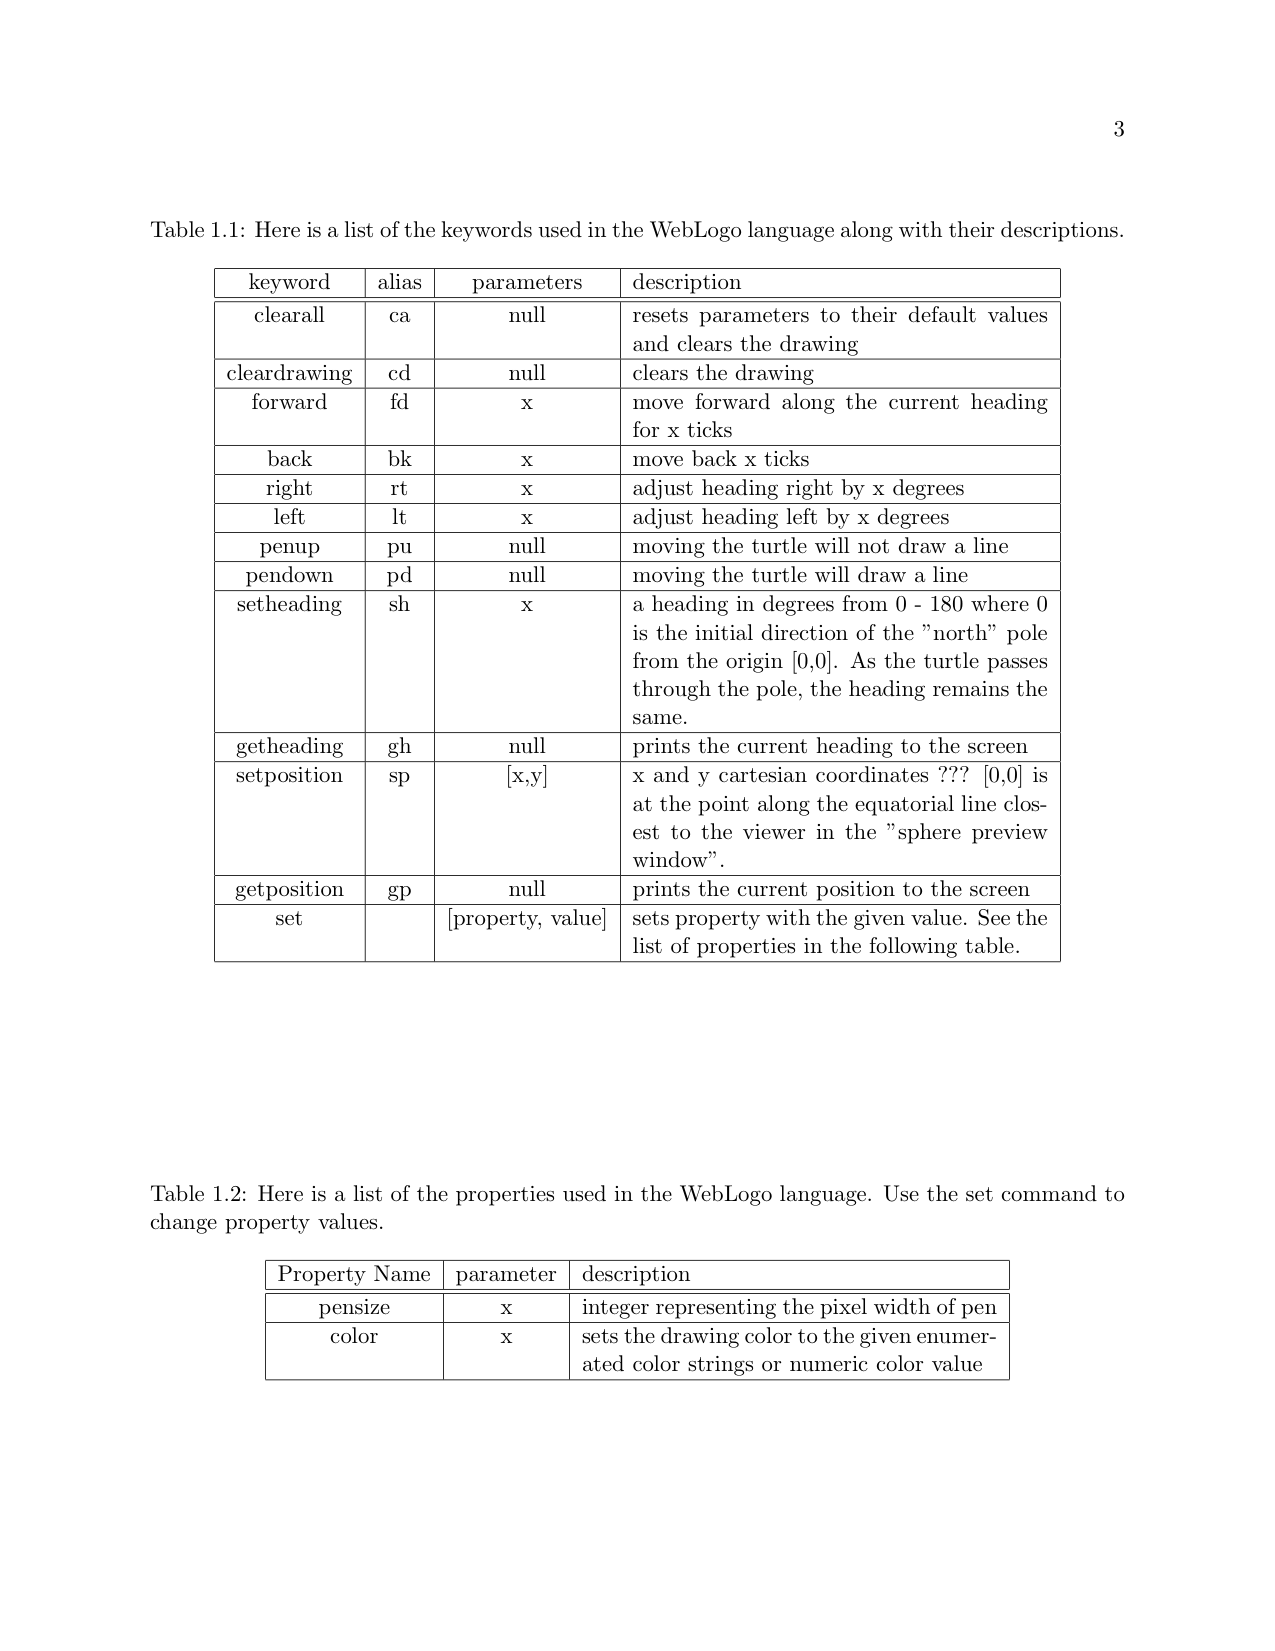 3
Table 1.1: Here is a list of the keywords used in the WebLogo language along with their descriptions.
keyword alias parameters description
clearall ca null resets parameters to their default values
and clears the drawing
cleardrawing cd null clears the drawing
forward fd x move forward along the current heading
for x ticks
back bk x move back x ticks
right rt x adjust heading right by x degrees
left lt x adjust heading left by x degrees
penup pu null moving the turtle will not draw a line
pendown pd null moving the turtle will draw a line
setheading sh x a heading in degrees from 0 - 180 where 0
is the initial direction of the ”north” pole
from the origin [0,0]. As the turtle passes
through the pole, the heading remains the
same.
getheading gh null prints the current heading to the screen
setposition sp [x,y] x and y cartesian coordinates ??? [0,0] is
at the point along the equatorial line clos-
est to the viewer in the ”sphere preview
window”.
getposition gp null prints the current position to the screen
set [property, value] sets property with the given value. See the
list of properties in the following table.
Table 1.2: Here is a list of the properties used in the WebLogo language. Use the set command to
change property values.
Property Name parameter description
pensize x integer representing the pixel width of pen
color x sets the drawing color to the given enumer-
ated color strings or numeric color value